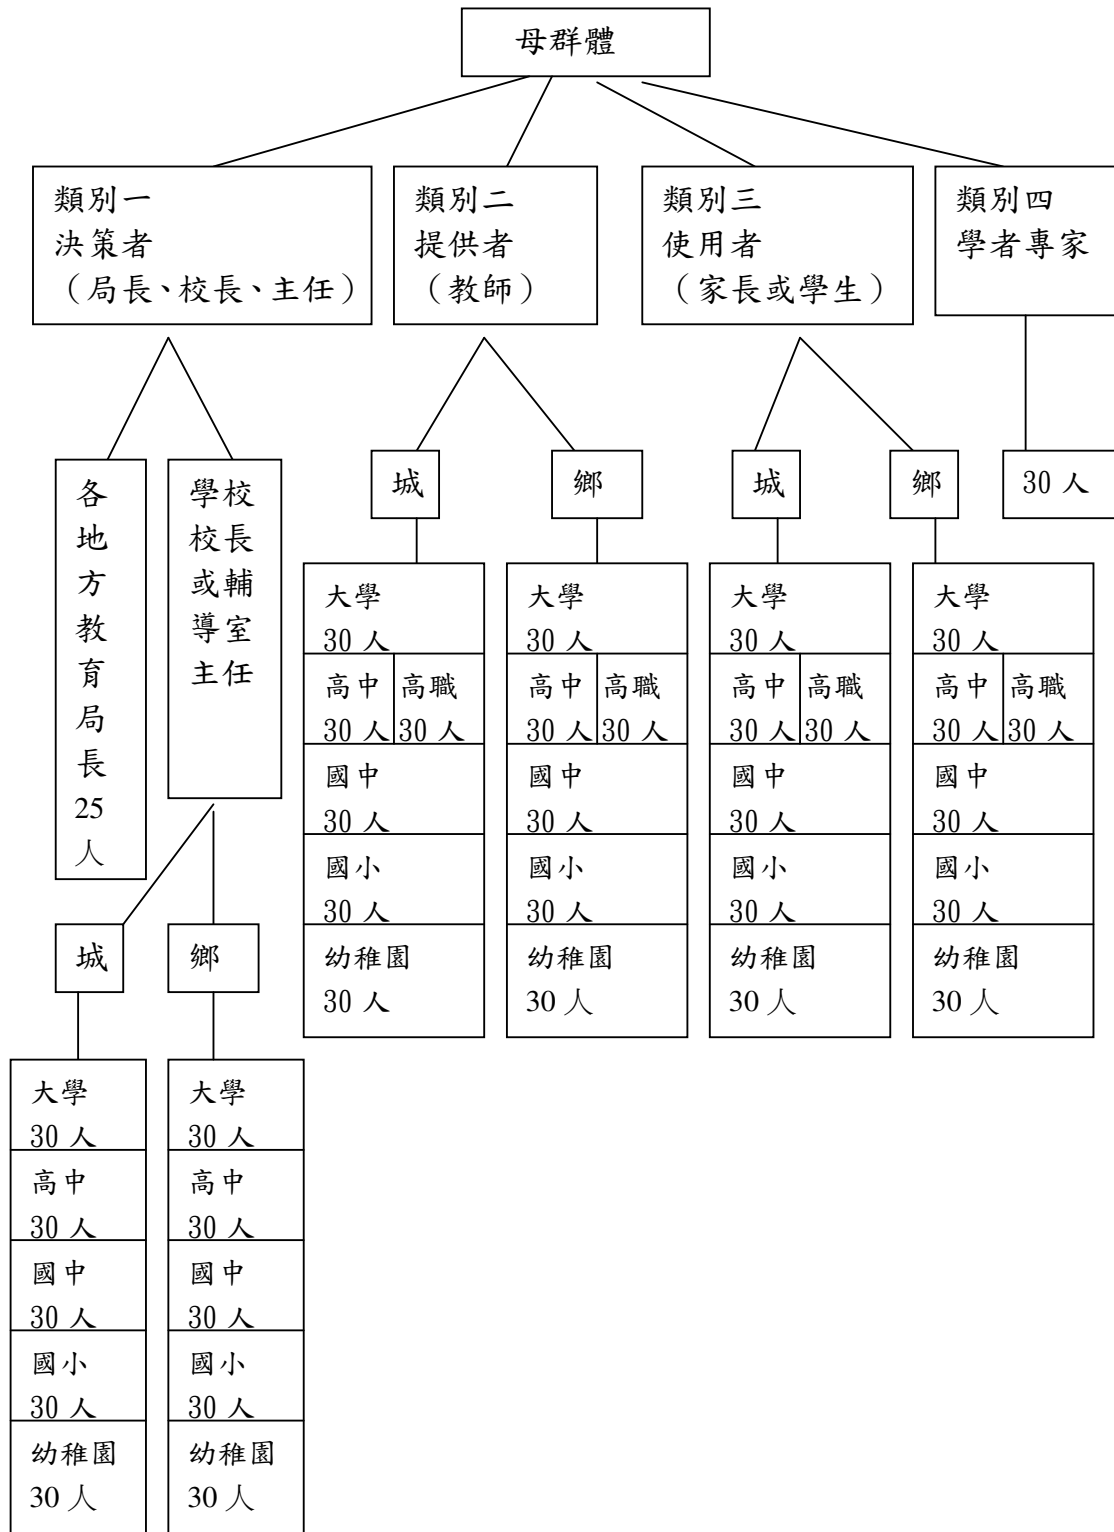 母群體
類別一
決策者
（局長、校長、主任）
類別二
提供者
（教師）
類別三
使用者
（家長或學生）
類別四
學者專家
各
地
方
教
育
局
長
25
人
學校
校長
或輔
導室
主任
城
鄉
城
鄉
30 人
大學
30 人
高中
30 人
高職
30 人
國中
30 人
國小
30 人
幼稚園
30 人
大學
30 人
高中
30 人
高職
30 人
國中
30 人
國小
30 人
幼稚園
30 人
大學
30 人
高中
30 人
高職
30 人
國中
30 人
國小
30 人
幼稚園
30 人
大學
30 人
高中
30 人
高職
30 人
國中
30 人
國小
30 人
幼稚園
30 人
城
鄉
大學
30 人
高中
30 人
國中
30 人
國小
30 人
幼稚園
30 人
大學
30 人
高中
30 人
國中
30 人
國小
30 人
幼稚園
30 人